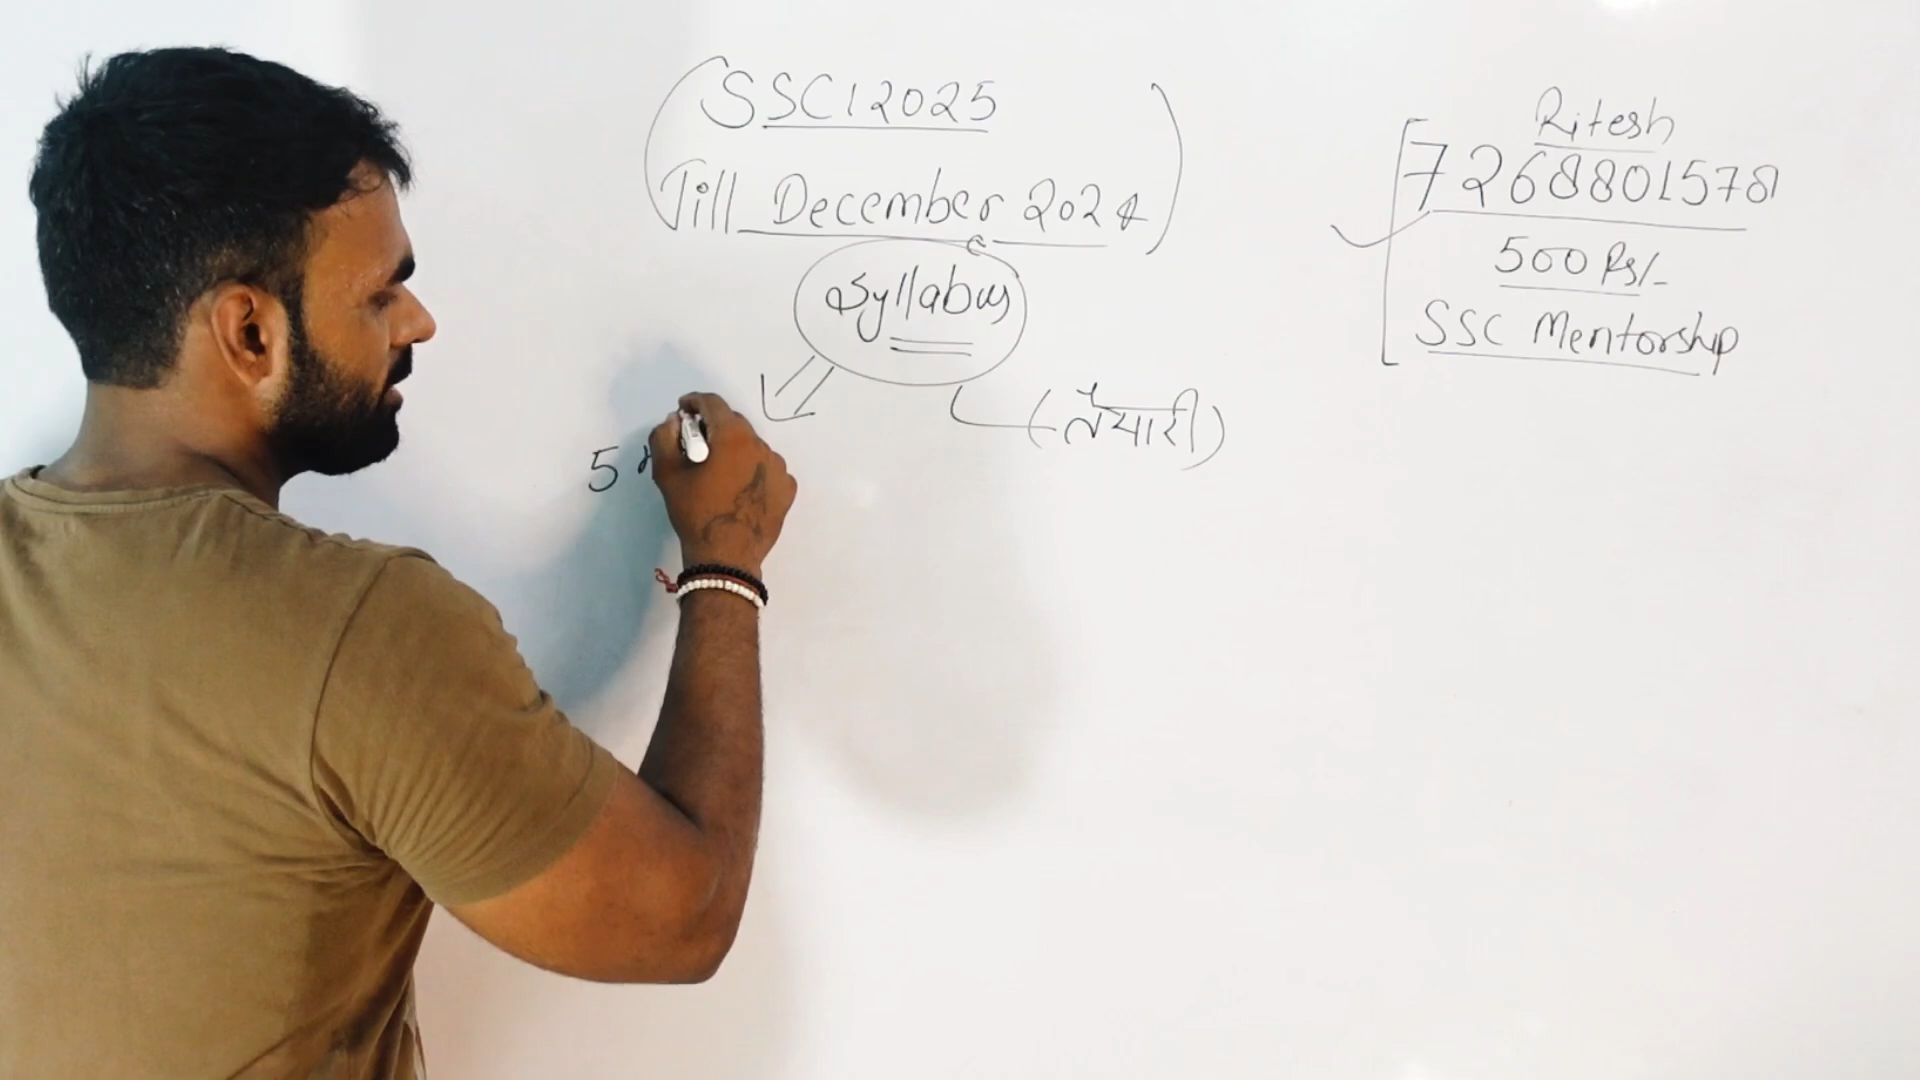 SSC 2025
Till December 2024
Syllabus
(तैयारी)
5
Ritesh
7268801578
500 Rs/-
SSC Mentorship